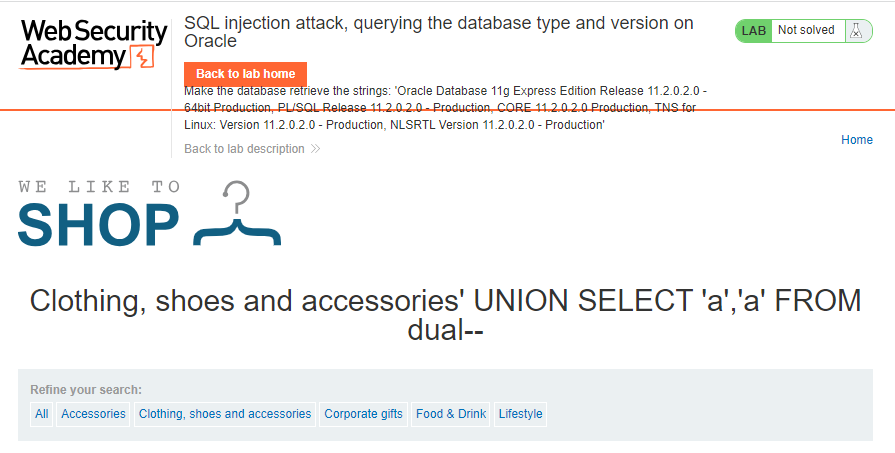 Web Security
Academy
SQL injection attack, querying the database type and version on
Oracle
LAB Not solved
Back to lab home
Make the database retrieve the strings: 'Oracle Database 11g Express Edition Release 11.2.0.2.0 -
64bit Production, PL/SQL Release 11.2.0.2.0 - Production, CORE 11.2.0.2.0 Production, TNS for
Linux: Version 11.2.0.2.0 - Production, NLSRTL Version 11.2.0.2.0 - Production'
Back to lab description
Home
WE LIKE TO
SHOP
Clothing, shoes and accessories' UNION SELECT 'a','a' FROM
dual--
Refine your search:
All Accessories Clothing, shoes and accessories Corporate gifts Food & Drink Lifestyle